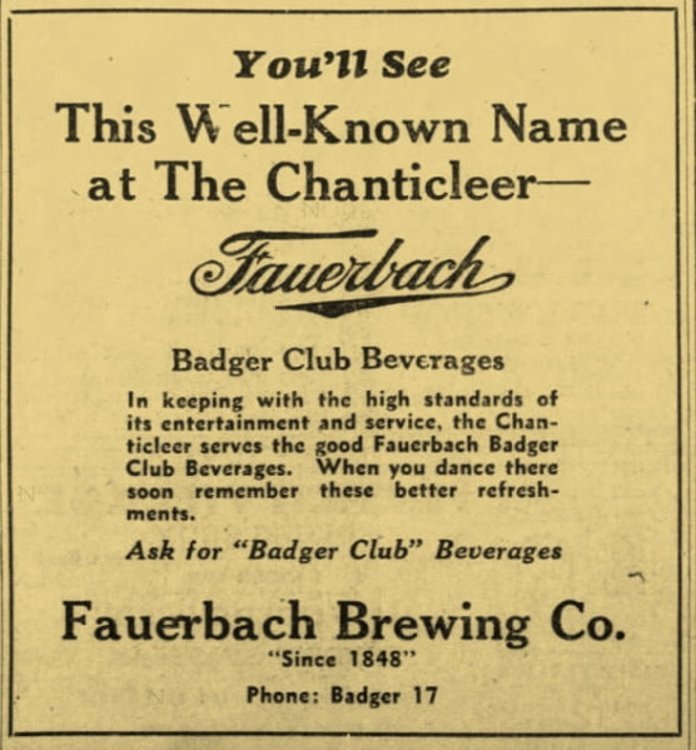 You'll See
This Well-Known Name
at The Chanticleer—
Fauerbach
Badger Club Beverages
In keeping with the high standards of
its entertainment and service, the Chan-
ticleer serves the good Fauerbach Badger
Club Beverages. When you dance there
soon remember these better refresh-
ments.
Ask for "Badger Club" Beverages
Fauerbach Brewing Co.
"Since 1848"
Phone: Badger 17